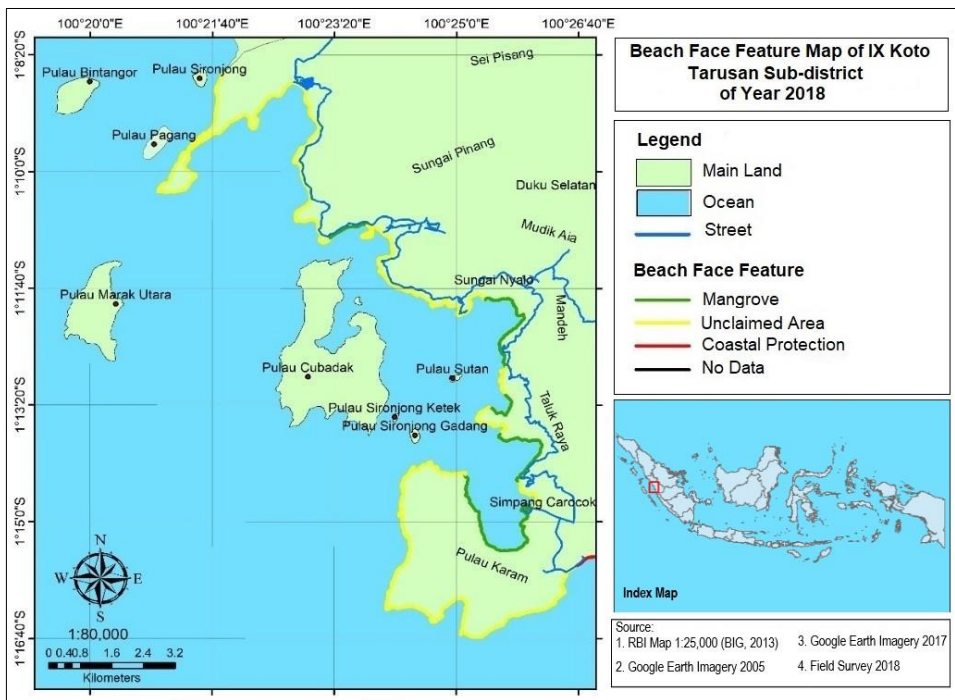 100°20'0"E 100°21'40"E 100°23'20"E 100°25'0"E 100°26'40"E
1°8'20"S
1°10'0"S
1°11'40"S
1°13'20"S
1°15'0"S
1°16'40"S
Sei Pisang
Pulau Bintangor
Pulau Sironjong
Pulau Pagang
Sungai Pinang
Duku Selatan
Mudik Aia
Sungai Nyalo
Pulau Marak Utara
Mandeh
Pulau Cubadak
Pulau Sutan
Pulau Sironjong Ketek
Taluk Raya
Pulau Sironjong Gadang
Simpang Carocok
Pulau Karam
N
W E
S
1:80,000
0 0.4 0.8 1.6 2.4 3.2
Kilometers
Beach Face Feature Map of IX Koto
Tarusan Sub-district
of Year 2018
Legend
Main Land
Ocean
Street
Beach Face Feature
Mangrove
Unclaimed Area
Coastal Protection
No Data
Index Map
Source:
1. RBI Map 1:25,000 (BIG, 2013)
2. Google Earth Imagery 2005
3. Google Earth Imagery 2017
4. Field Survey 2018